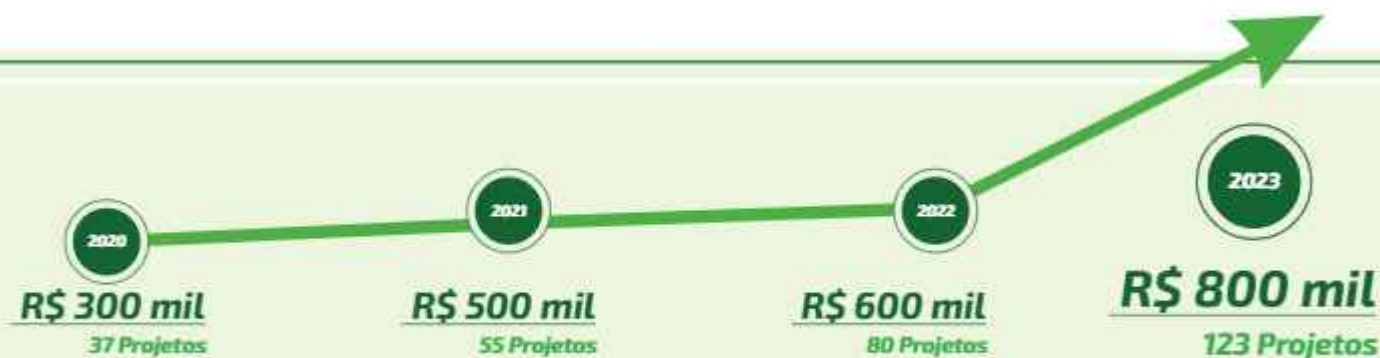 2020
R$ 300 mil
37 Projetos
2021
R$ 500 mil
55 Projetos
2022
R$ 600 mil
80 Projetos
2023
R$ 800 mil
123 Projetos